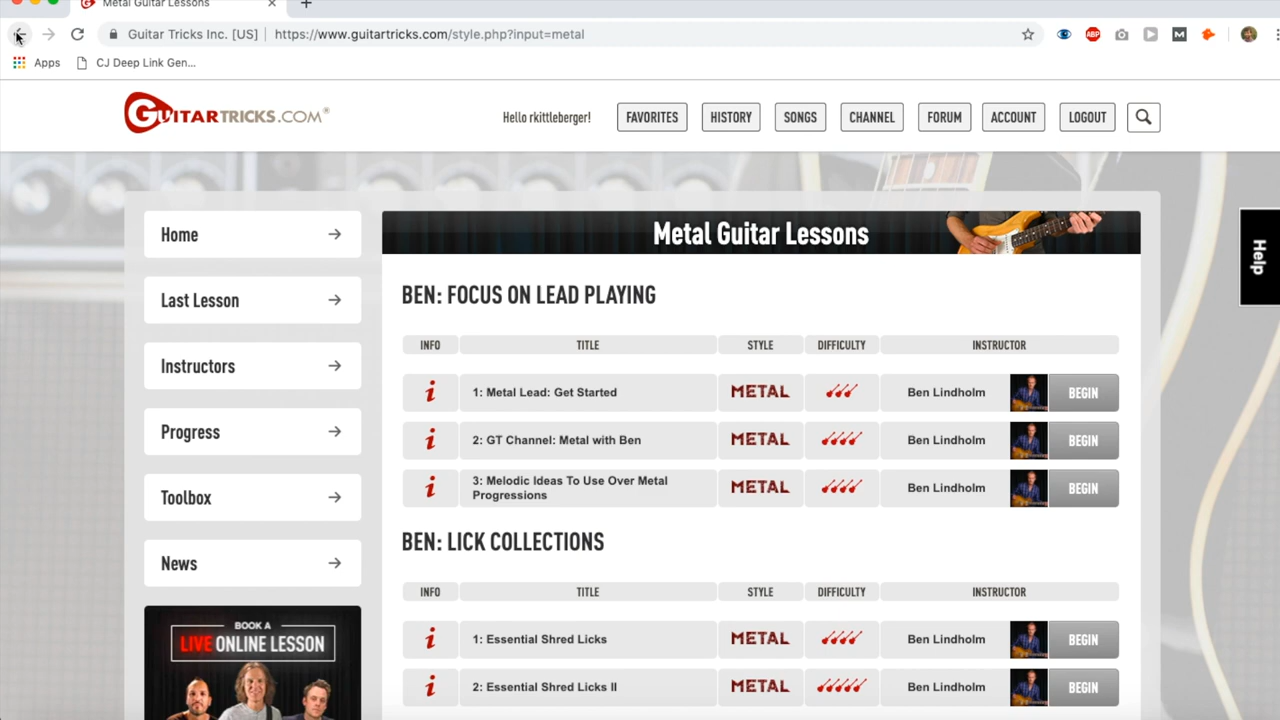 Metal Guitar Lessons
Guitar Tricks Inc. [US] | https://www.guitartricks.com/style.php?input=metal
ABP
M
Apps
CJ Deep Link Gen...
GUITARTRICKS.COM®
Hello rkittleberger!
FAVORITES
HISTORY
SONGS
CHANNEL
FORUM
ACCOUNT
LOGOUT
Home
Last Lesson
Instructors
Progress
Toolbox
News
BOOK A
LIVE ONLINE LESSON
Metal Guitar Lessons
BEN: FOCUS ON LEAD PLAYING
INFO TITLE STYLE DIFFICULTY INSTRUCTOR
i 1: Metal Lead: Get Started METAL Ben Lindholm BEGIN
i 2: GT Channel: Metal with Ben METAL Ben Lindholm BEGIN
i 3: Melodic Ideas To Use Over Metal
Progressions METAL Ben Lindholm BEGIN
BEN: LICK COLLECTIONS
INFO TITLE STYLE DIFFICULTY INSTRUCTOR
i 1: Essential Shred Licks METAL Ben Lindholm BEGIN
i 2: Essential Shred Licks II METAL Ben Lindholm BEGIN
Help